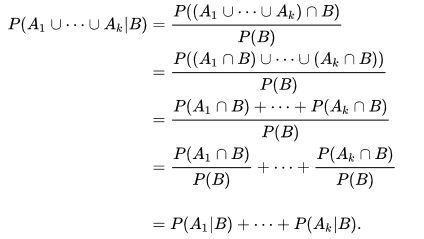 P(A₁ ∪ ⋯ ∪ Aₖ|B) = P((A₁ ∪ ⋯ ∪ Aₖ) ∩ B) / P(B)
= P((A₁ ∩ B) ∪ ⋯ ∪ (Aₖ ∩ B)) / P(B)
= P(A₁ ∩ B) + ⋯ + P(Aₖ ∩ B) / P(B)
= P(A₁ ∩ B) / P(B) + ⋯ + P(Aₖ ∩ B) / P(B)
= P(A₁|B) + ⋯ + P(Aₖ|B).